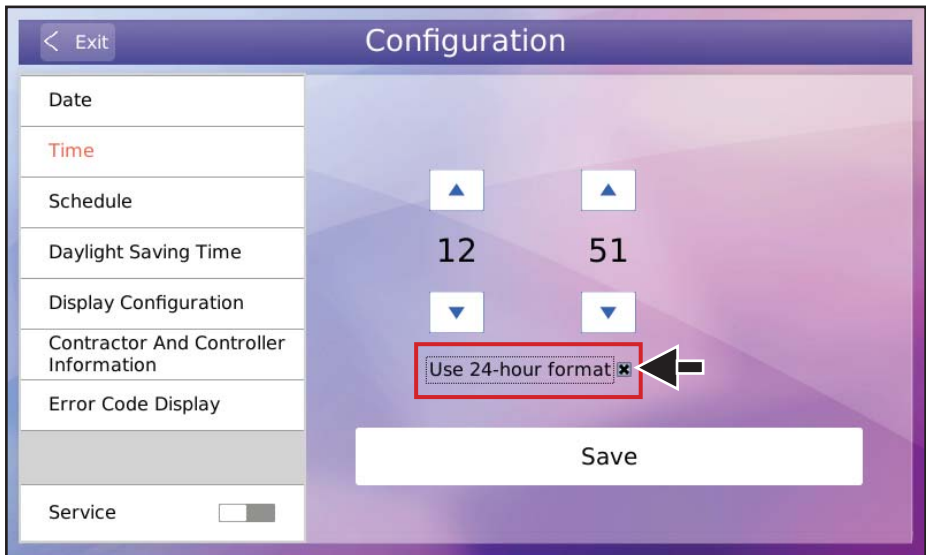 Exit
Configuration
Date
Time
Schedule
Daylight Saving Time
Display Configuration
Contractor And Controller
Information
Error Code Display
Service
12 51
Use 24-hour format
Save